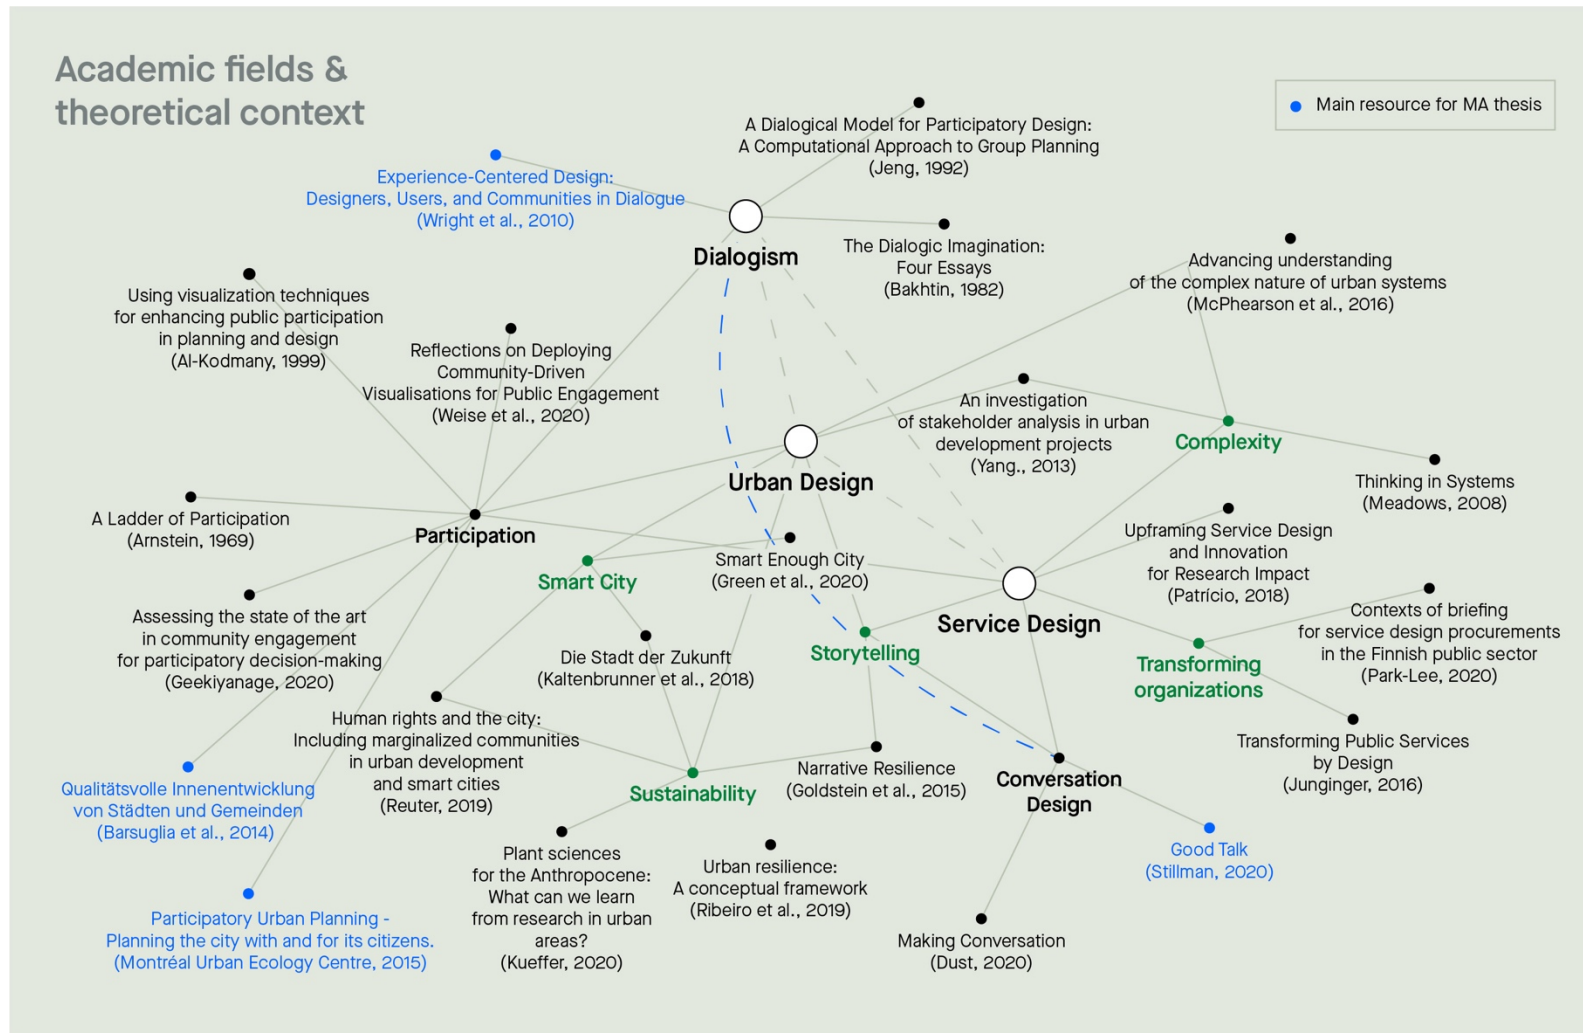 Academic fields &
theoretical context
Main resource for MA thesis
A Dialogical Model for Participatory Design:
A Computational Approach to Group Planning
(Jeng, 1992)
Experience-Centered Design:
Designers, Users, and Communities in Dialogue
(Wright et al., 2010)
Dialogism
The Dialogic Imagination:
Four Essays
(Bakhtin, 1982)
Advancing understanding
of the complex nature of urban systems
(McPhearson et al., 2016)
Using visualization techniques
for enhancing public participation
in planning and design
(Al-Kodmany, 1999)
Reflections on Deploying
Community-Driven
Visualisations for Public Engagement
(Weise et al., 2020)
An investigation
of stakeholder analysis in urban
development projects
(Yang., 2013)
Complexity
Urban Design
Thinking in Systems
(Meadows, 2008)
A Ladder of Participation
(Arnstein, 1969)
Participation
Upframing Service Design
and Innovation
for Research Impact
(Patrício, 2018)
Smart City
Smart Enough City
(Green et al., 2020)
Assessing the state of the art
in community engagement
for participatory decision-making
(Geekiyanage, 2020)
Service Design
Contexts of briefing
for service design procurements
in the Finnish public sector
(Park-Lee, 2020)
Die Stadt der Zukunft
(Kaltenbrunner et al., 2018)
Storytelling
Transforming
organizations
Human rights and the city:
Including marginalized communities
in urban development
and smart cities
(Reuter, 2019)
Transforming Public Services
by Design
(Junginger, 2016)
Qualitätsvolle Innenentwicklung
von Städten und Gemeinden
(Barsuglia et al., 2014)
Sustainability
Narrative Resilience
(Goldstein et al., 2015)
Conversation
Design
Good Talk
(Stillman, 2020)
Plant sciences
for the Anthropocene:
What can we learn
from research in urban
areas?
(Kueffer, 2020)
Urban resilience:
A conceptual framework
(Ribeiro et al., 2019)
Participatory Urban Planning -
Planning the city with and for its citizens.
(Montréal Urban Ecology Centre, 2015)
Making Conversation
(Dust, 2020)